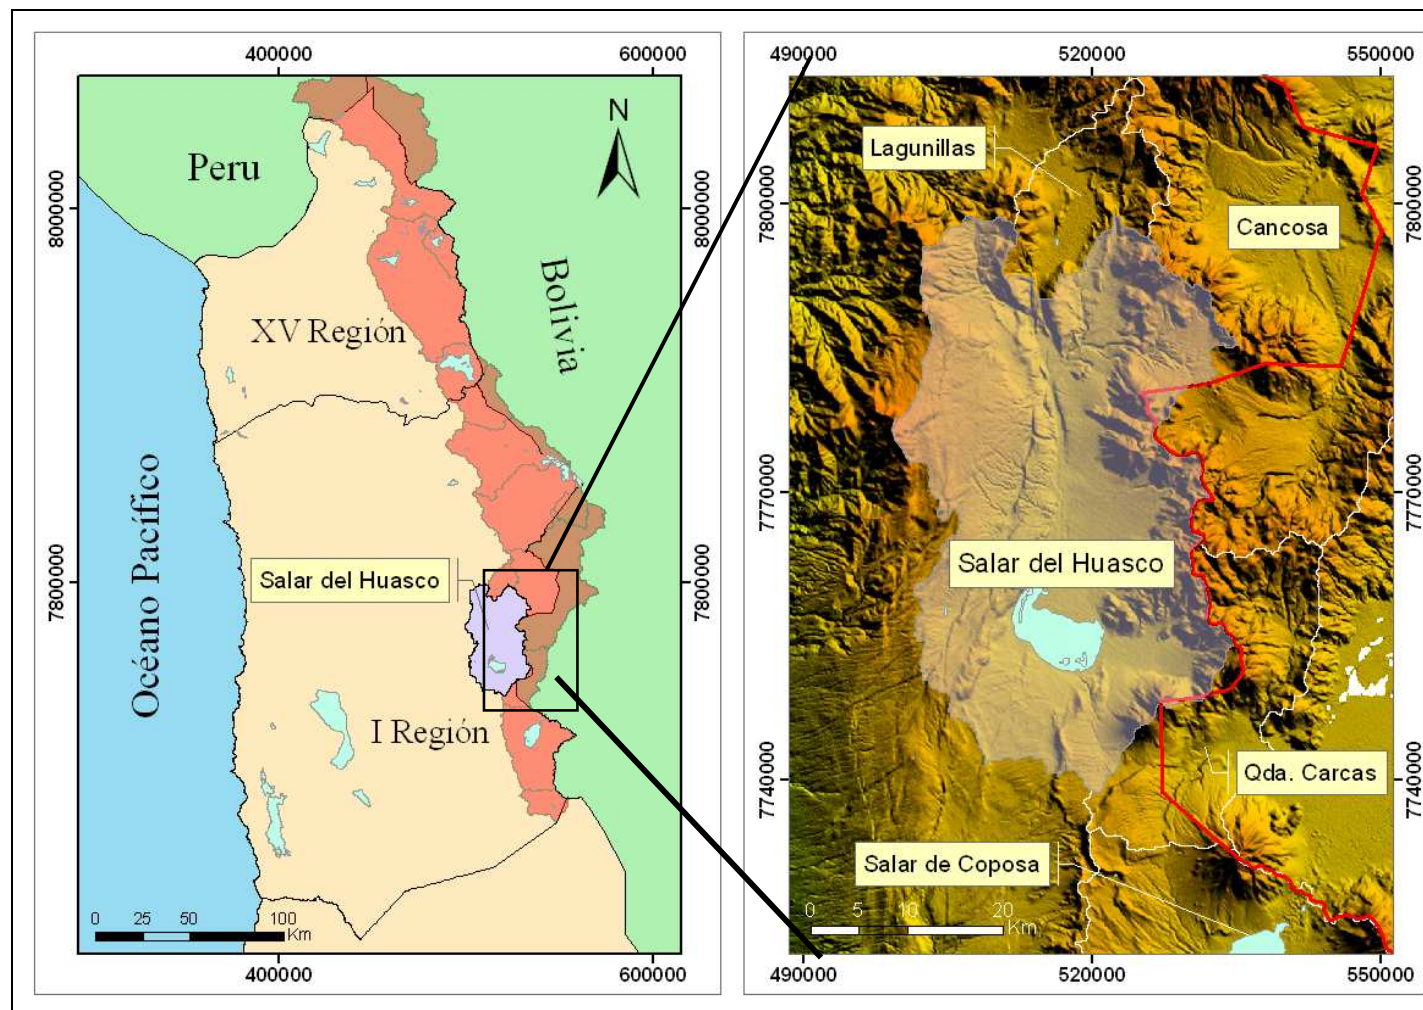 400000
600000
8000000
8000000
7800000
7800000
N
Peru
Bolivia
XV Región
Océano Pacífico
Salar del Huasco
I Región
0 25 50 100
Km
400000
600000
490000
520000
550000
7800000
7800000
7770000
7770000
7740000
7740000
Lagunillas
Cancosa
Salar del Huasco
Qda. Carcas
Salar de Coposa
0 5 10 20
Km
490000
520000
550000